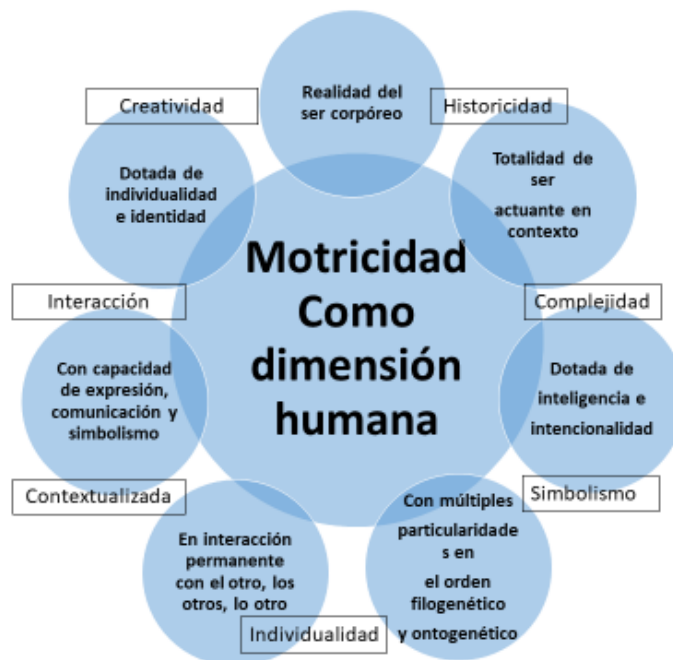 Realidad del
ser corpóreo
Historicidad
Totalidad de
ser
actuante en
contexto
Complejidad
Dotada de
inteligencia e
intencionalidad
Simbolismo
Con múltiples
particularidade
s en
el orden
filogenético
y ontogenético
Individualidad
En interacción
permanente
con el otro, los
otros, lo otro
Contextualizada
Con capacidad
de expresión,
comunicación y
simbolismo
Interacción
Dotada de
individualidad
e identidad
Creatividad
Motricidad
Como
dimensión
humana